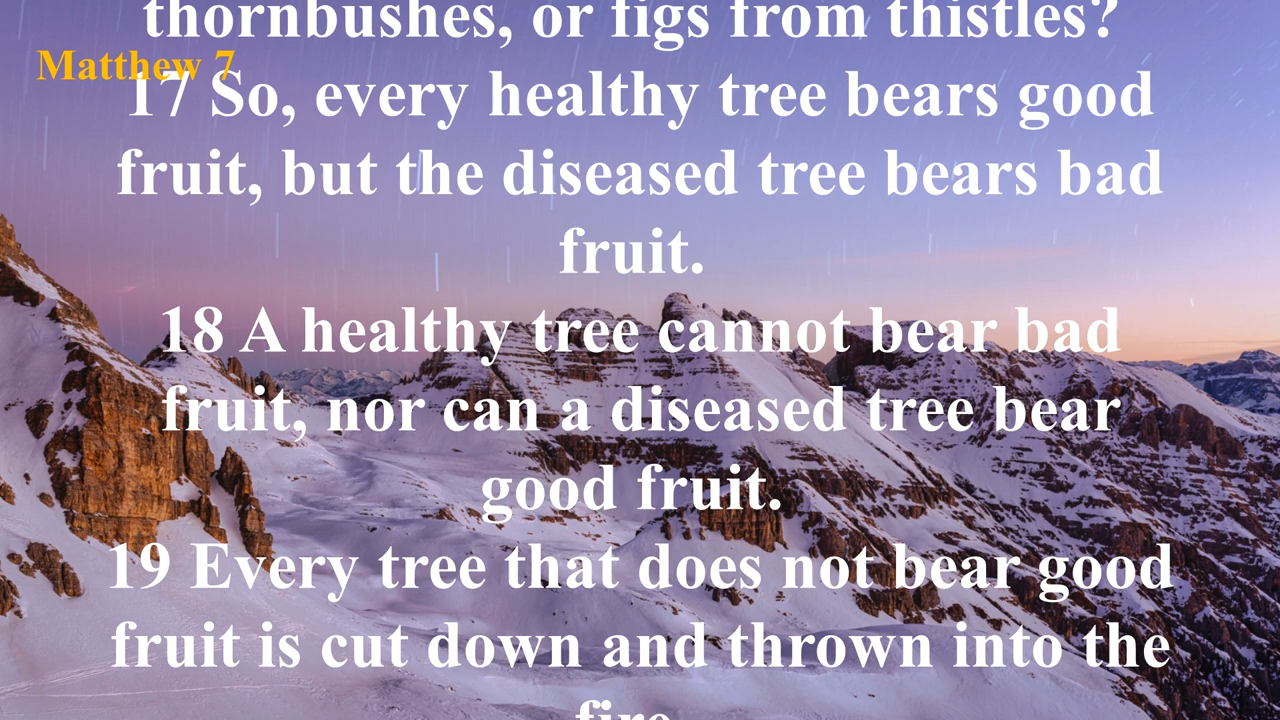 thornbushes, or figs from thistles?
Matthew 7
17 So, every healthy tree bears good
fruit, but the diseased tree bears bad
fruit.
18 A healthy tree cannot bear bad
fruit, nor can a diseased tree bear
good fruit.
19 Every tree that does not bear good
fruit is cut down and thrown into the
fire.